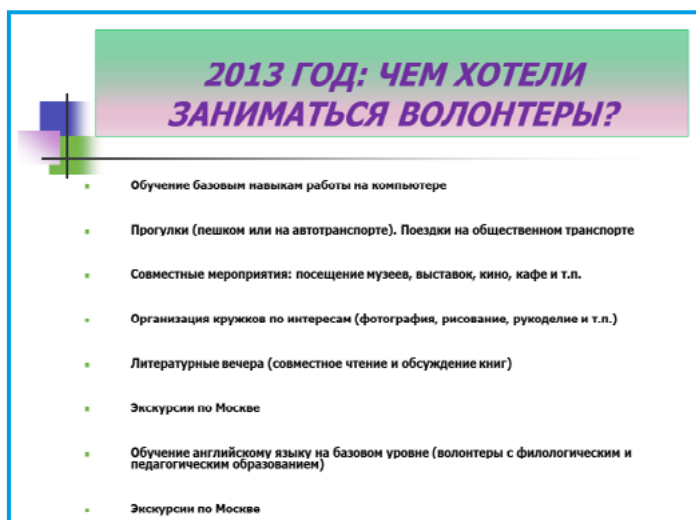 2013 ГОД: ЧЕМ ХОТЕЛИ
ЗАНИМАТЬСЯ ВОЛОНТЕРЫ?
Обучение базовым навыкам работы на компьютере
Прогулки (пешком или на автотранспорте). Поездки на общественном транспорте
Совместные мероприятия: посещение музеев, выставок, кино, кафе и т.п.
Организация кружков по интересам (фотография, рисование, рукоделие и т.п.)
Литературные вечера (совместное чтение и обсуждение книг)
Экскурсии по Москве
Обучение английскому языку на базовом уровне (волонтеры с филологическим и
педагогическим образованием)
Экскурсии по Москве